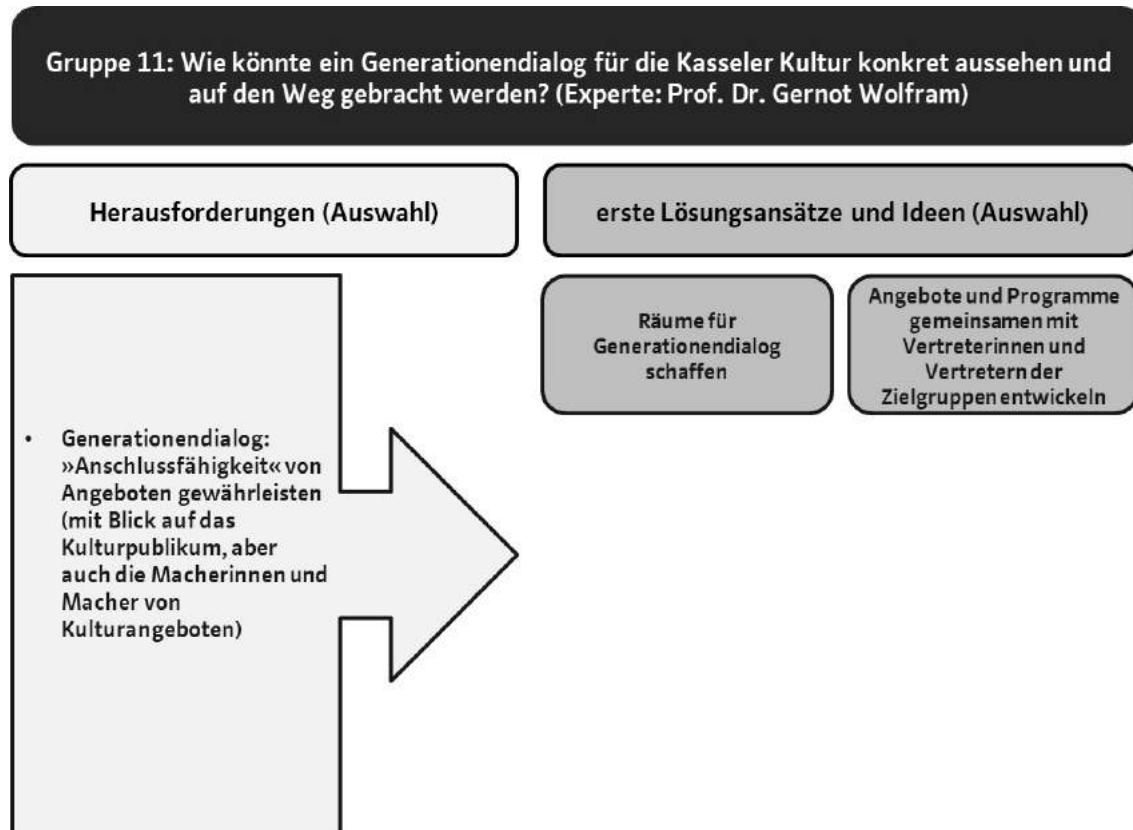 Gruppe 11: Wie könnte ein Generationendialog für die Kasseler Kultur konkret aussehen und
auf den Weg gebracht werden? (Experte: Prof. Dr. Gernot Wolfram)
Herausforderungen (Auswahl)
erste Lösungsansätze und Ideen (Auswahl)
• Generationendialog:
»Anschlussfähigkeit« von
Angeboten gewährleisten
(mit Blick auf das
Kulturpublikum, aber
auch die Macherinnen und
Macher von
Kulturangeboten)
Räume für
Generationendialog
schaffen
Angebote und Programme
gemeinsamen mit
Vertreterinnen und
Vertretern der
Zielgruppen entwickeln